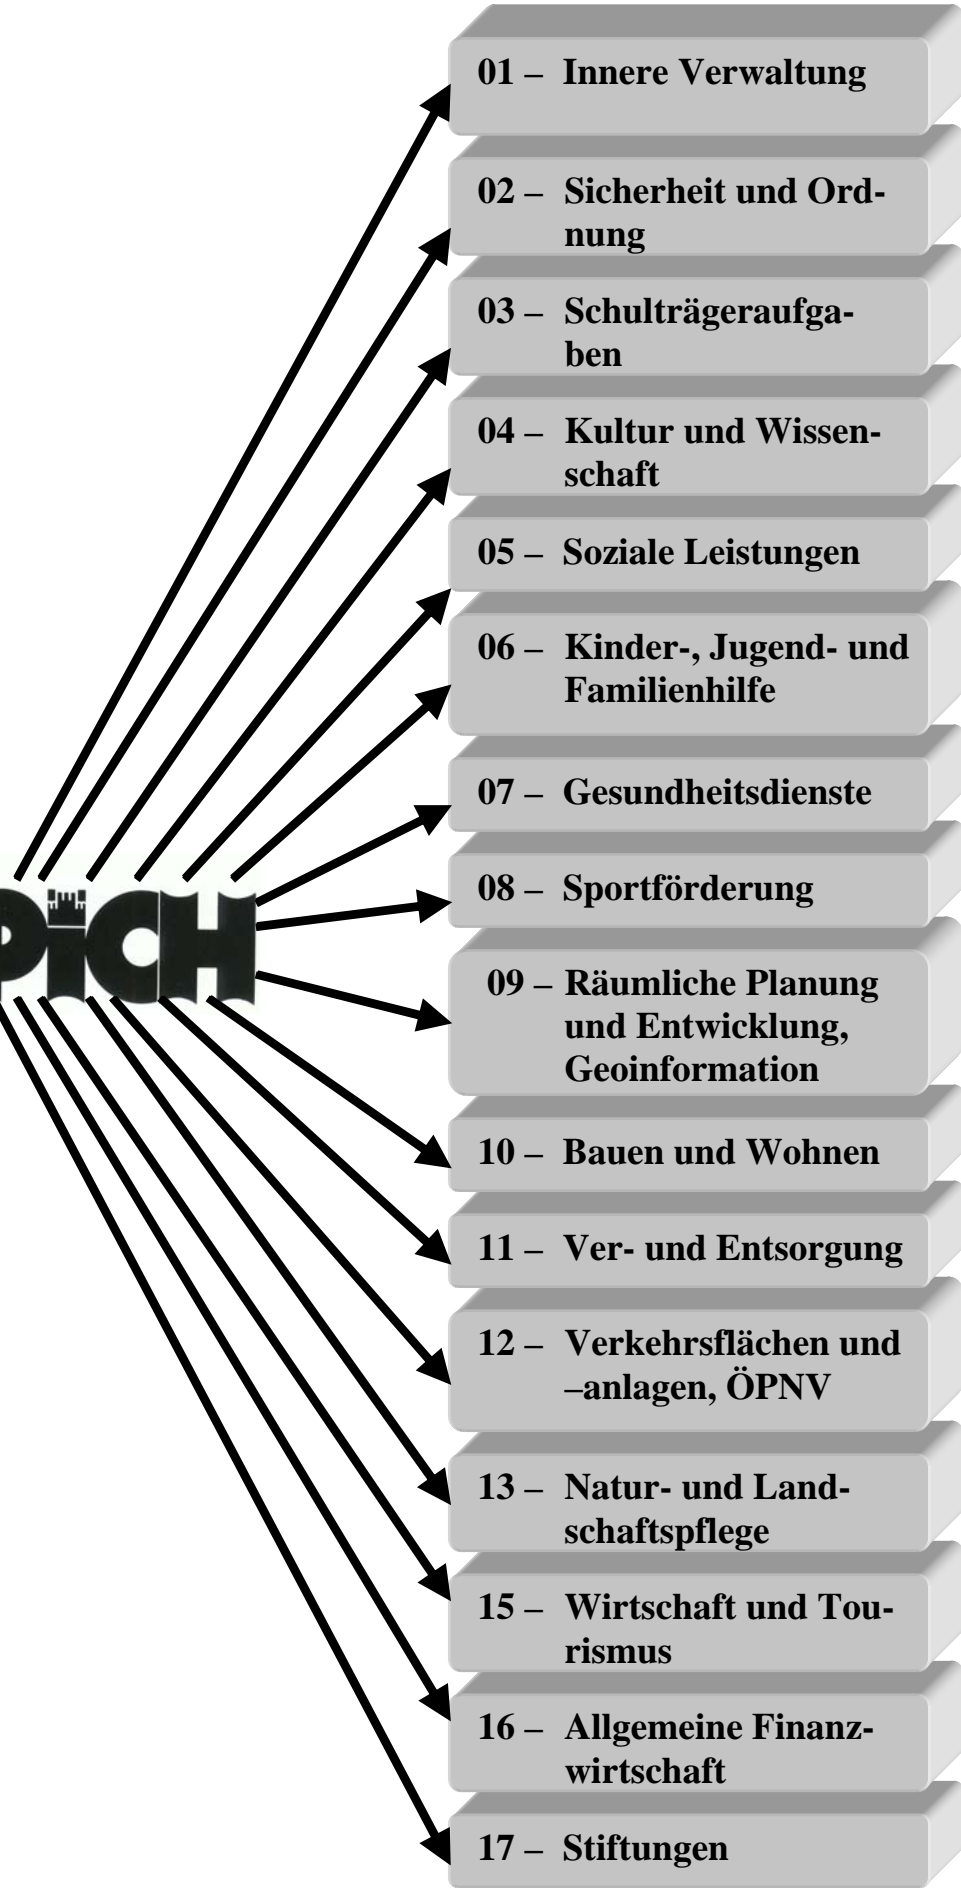 01 – Innere Verwaltung
02 – Sicherheit und Ord-
nung
03 – Schulträgeraufga-
ben
04 – Kultur und Wissen-
schaft
05 – Soziale Leistungen
06 – Kinder-, Jugend- und
Familienhilfe
07 – Gesundheitsdienste
PiCH
08 – Sportförderung
09 – Räumliche Planung
und Entwicklung,
Geoinformation
10 – Bauen und Wohnen
11 – Ver- und Entsorgung
12 – Verkehrsflächen und
–anlagen, ÖPNV
13 – Natur- und Land-
schaftspflege
15 – Wirtschaft und Tou-
rismus
16 – Allgemeine Finanz-
wirtschaft
17 – Stiftungen